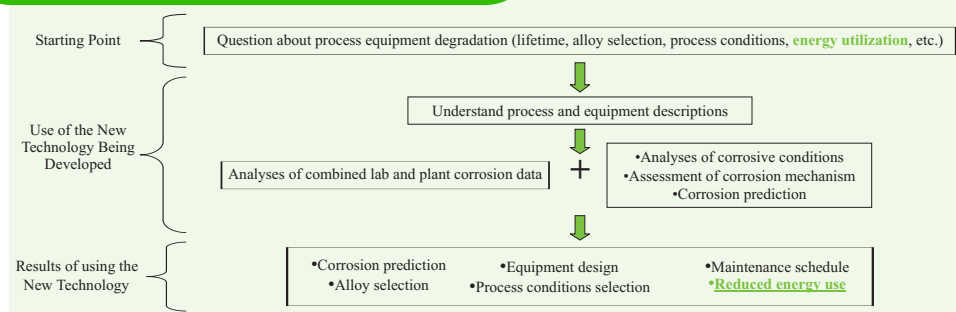 Starting Point
Question about process equipment degradation (lifetime, alloy selection, process conditions, energy utilization, etc.)
Use of the New
Technology Being
Developed
Understand process and equipment descriptions
Analyses of combined lab and plant corrosion data
+
•Analyses of corrosive conditions
•Assessment of corrosion mechanism
•Corrosion prediction
Results of using the
New Technology
•Corrosion prediction
•Alloy selection
•Equipment design
•Process conditions selection
•Maintenance schedule
•Reduced energy use